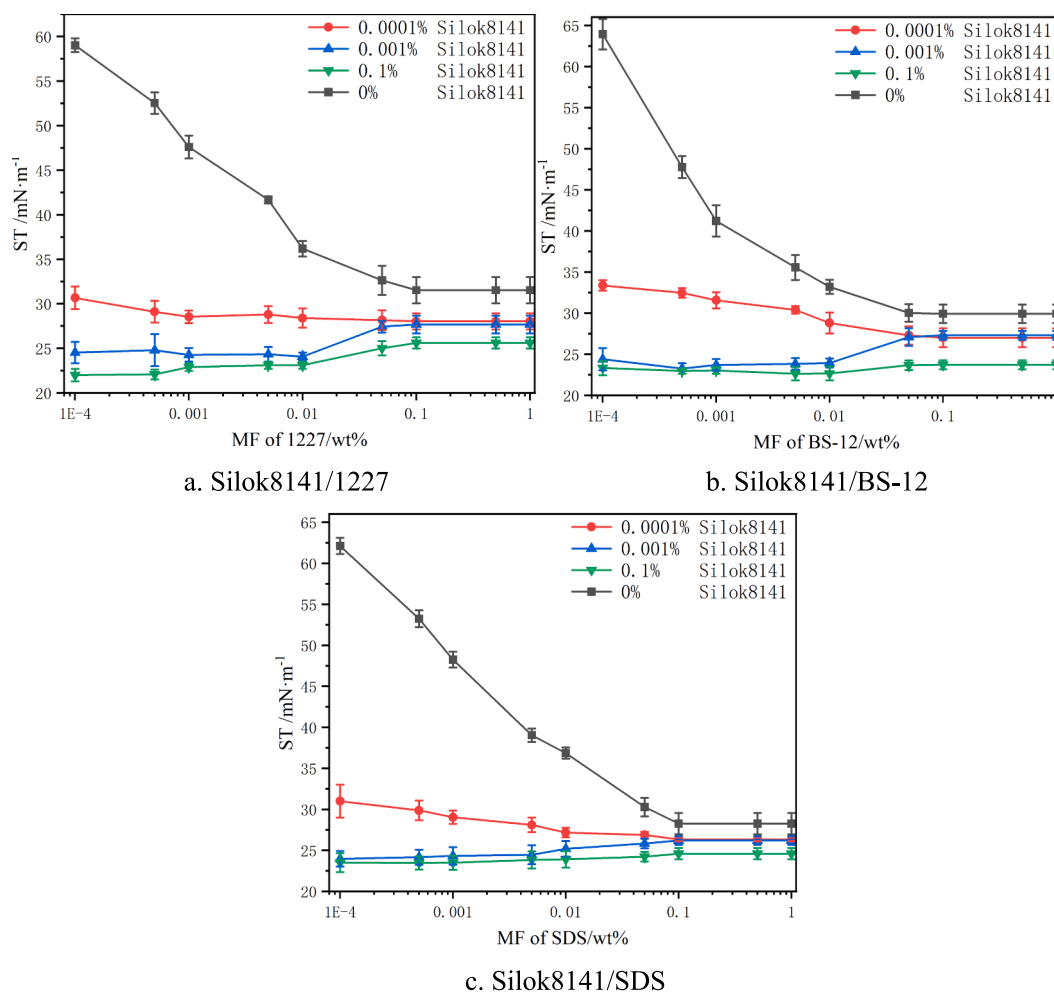 0.0001% Silok8141
0.001% Silok8141
0.1% Silok8141
0% Silok8141
60
55
50
45
40
35
30
25
20
ST /mN·m⁻¹
1E-4 0.001 0.01 0.1 1
MF of 1227/wt%
a. Silok8141/1227
0.0001% Silok8141
0.001% Silok8141
0.1% Silok8141
0% Silok8141
65
60
55
50
45
40
35
30
25
20
ST /mN·m⁻¹
1E-4 0.001 0.01 0.1
MF of BS-12/wt%
b. Silok8141/BS-12
0.0001% Silok8141
0.001% Silok8141
0.1% Silok8141
0% Silok8141
65
60
55
50
45
40
35
30
25
20
ST /mN·m⁻¹
1E-4 0.001 0.01 0.1 1
MF of SDS/wt%
c. Silok8141/SDS